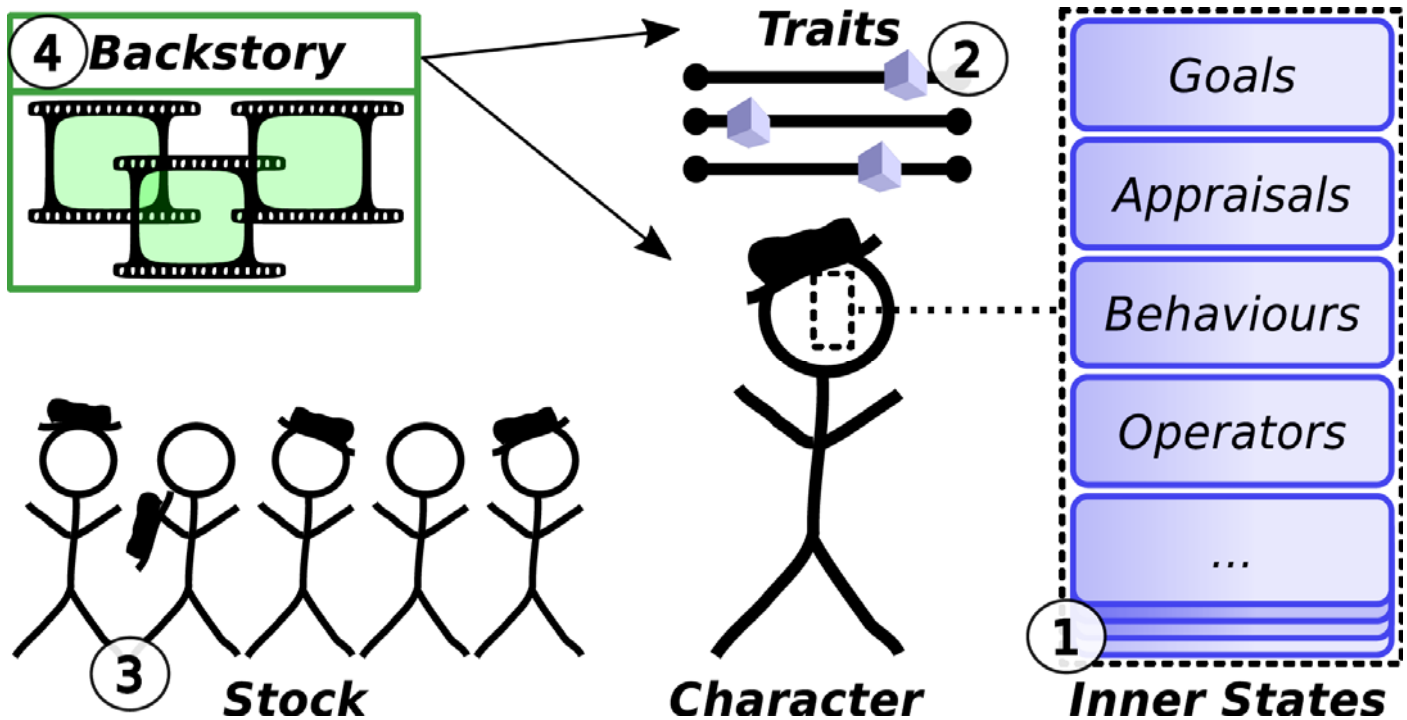 4 Backstory
Traits
2
Goals
Appraisals
Behaviours
Operators
...
1
3
Stock
Character
Inner States